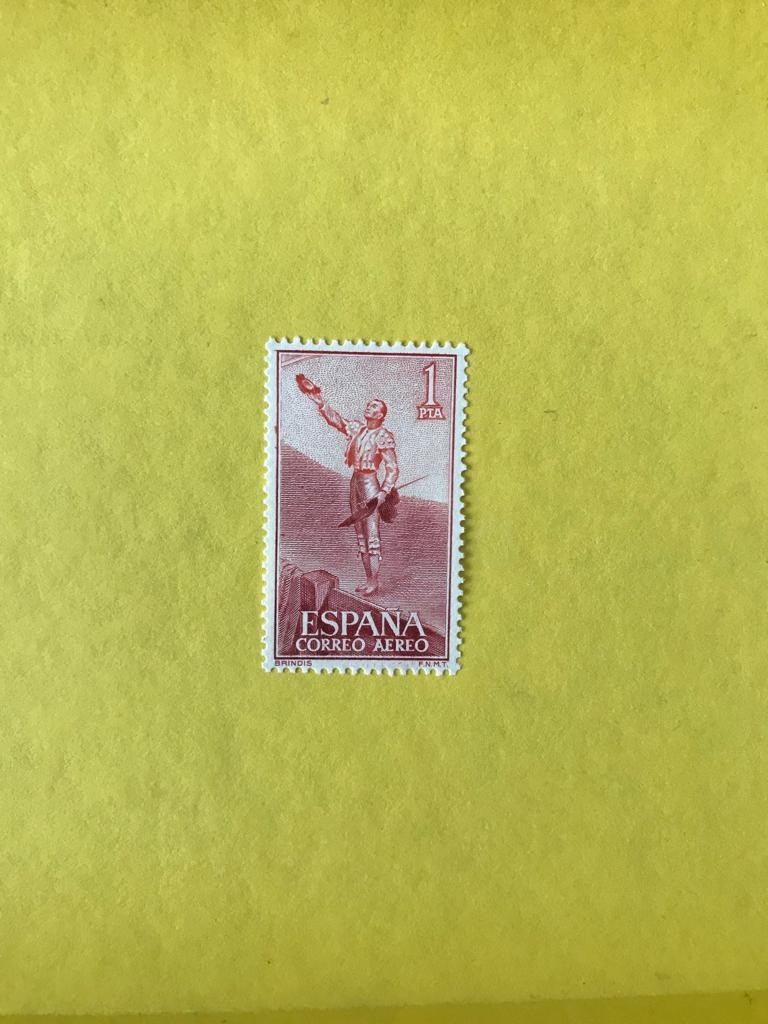 1
PTA
ESPAÑA
CORREO AEREO
BRINDIS F.N.M.T.